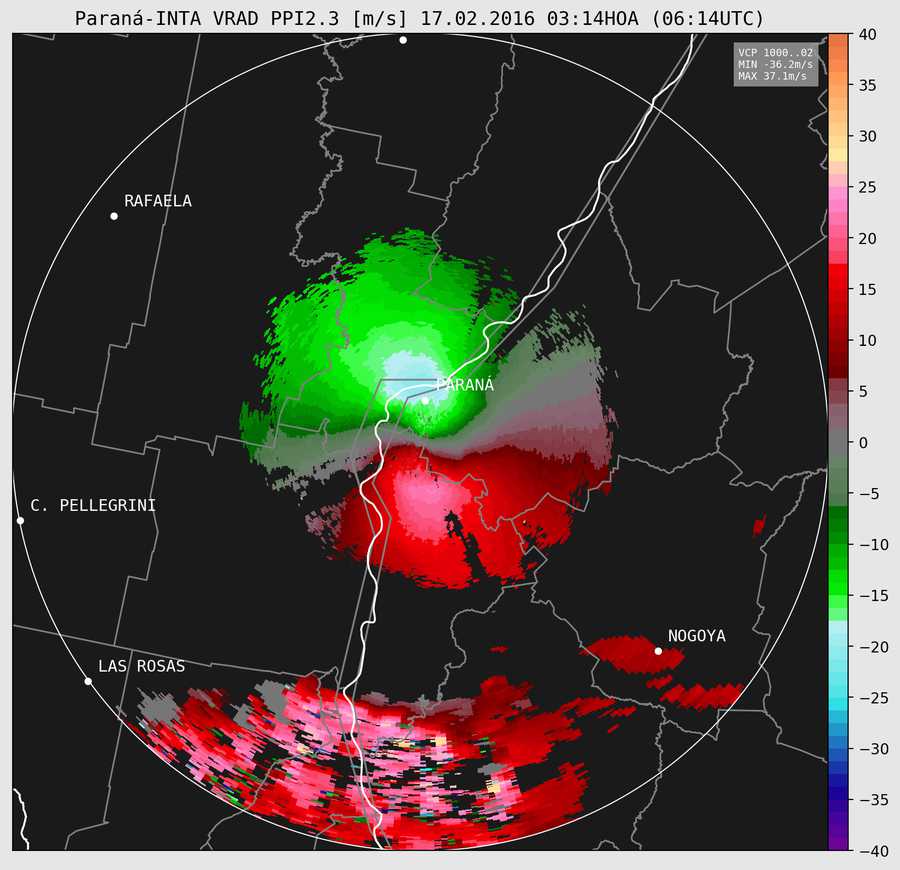 Paraná-INTA VRAD PPI2.3 [m/s] 17.02.2016 03:14HOA (06:14UTC)
VCP 1000..02
MIN -36.2m/s
MAX 37.1m/s
RAFAELA
PARANÁ
C. PELLEGRINI
NOGOYA
LAS ROSAS
40
35
30
25
20
15
10
5
0
−5
−10
−15
−20
−25
−30
−35
−40